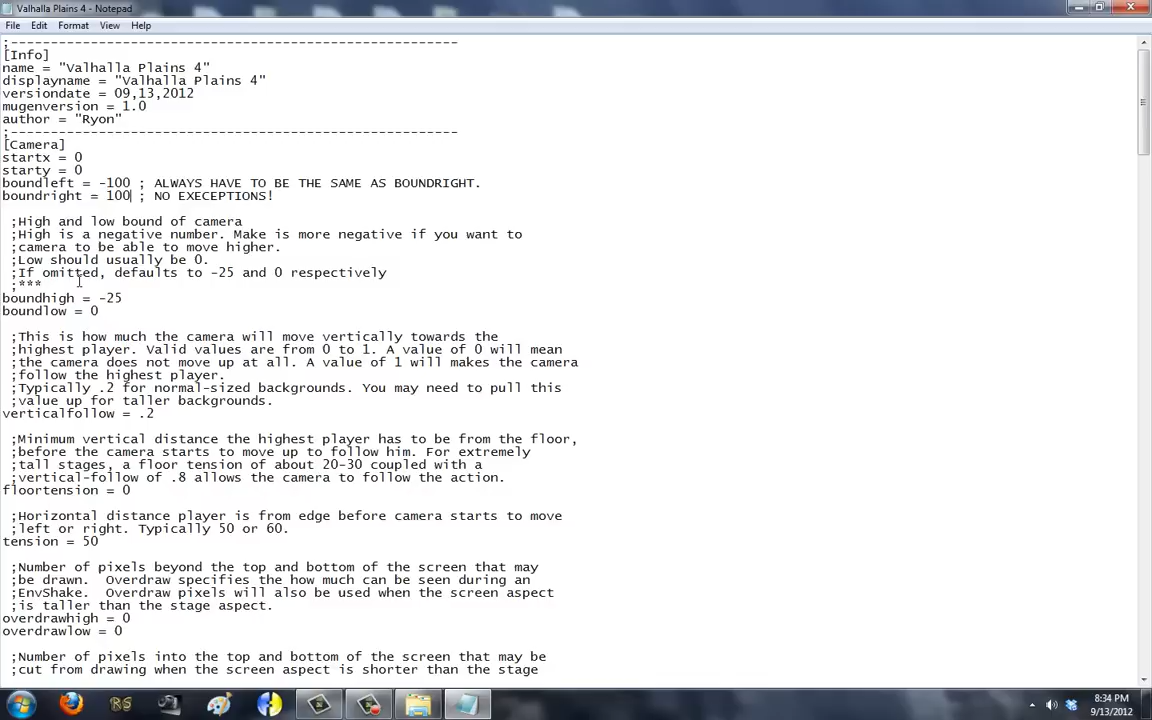 Valhalla Plains 4 - Notepad
File Edit Format View Help
;--------------------------------------------------------
[Info]
name = "Valhalla Plains 4"
displayname = "Valhalla Plains 4"
versiondate = 09,13,2012
mugenversion = 1.0
author = "Ryon"
;--------------------------------------------------------
[Camera]
startx = 0
starty = 0
boundleft = -100 ; ALWAYS HAVE TO BE THE SAME AS BOUNDRIGHT.
boundright = 100 ; NO EXECEPTIONS!
;High and low bound of camera
;High is a negative number. Make is more negative if you want to
;camera to be able to move higher.
;Low should usually be 0.
;If omitted, defaults to -25 and 0 respectively
;***
boundhigh = -25
boundlow = 0
;This is how much the camera will move vertically towards the
;highest player. Valid values are from 0 to 1. A value of 0 will mean
;the camera does not move up at all. A value of 1 will makes the camera
;follow the highest player.
;Typically .2 for normal-sized backgrounds. You may need to pull this
;value up for taller backgrounds.
verticalfollow = .2
;Minimum vertical distance the highest player has to be from the floor,
;before the camera starts to move up to follow him. For extremely
;tall stages, a floor tension of about 20-30 coupled with a
;vertical-follow of .8 allows the camera to follow the action.
floortension = 0
;Horizontal distance player is from edge before camera starts to move
;left or right. Typically 50 or 60.
tension = 50
;Number of pixels beyond the top and bottom of the screen that may
;be drawn.  Overdraw specifies the how much can be seen during an
;EnvShake.  Overdraw pixels will also be used when the screen aspect
;is taller than the stage aspect.
overdrawhigh = 0
overdrawlow = 0
;Number of pixels into the top and bottom of the screen that may be
;cut from drawing when the screen aspect is shorter than the stage
RS
8:34 PM
9/13/2012